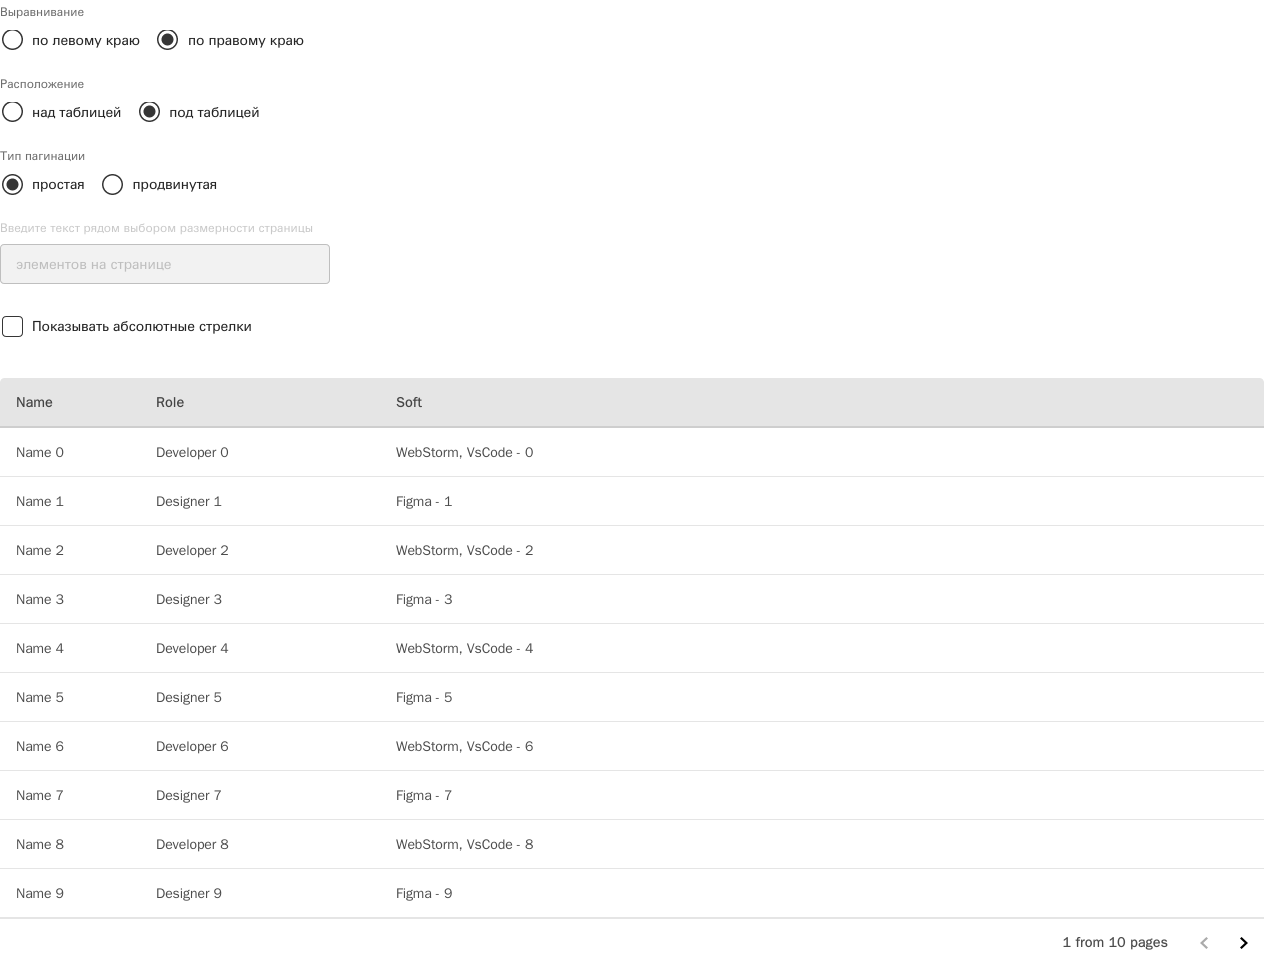 Выравнивание
по левому краю по правому краю
Расположение
над таблицей под таблицей
Тип пагинации
простая продвинутая
Введите текст рядом выбором размерности страницы
элементов на странице
Показывать абсолютные стрелки
Name Role Soft
Name 0 Developer 0 WebStorm, VsCode - 0
Name 1 Designer 1 Figma - 1
Name 2 Developer 2 WebStorm, VsCode - 2
Name 3 Designer 3 Figma - 3
Name 4 Developer 4 WebStorm, VsCode - 4
Name 5 Designer 5 Figma - 5
Name 6 Developer 6 WebStorm, VsCode - 6
Name 7 Designer 7 Figma - 7
Name 8 Developer 8 WebStorm, VsCode - 8
Name 9 Designer 9 Figma - 9
1 from 10 pages